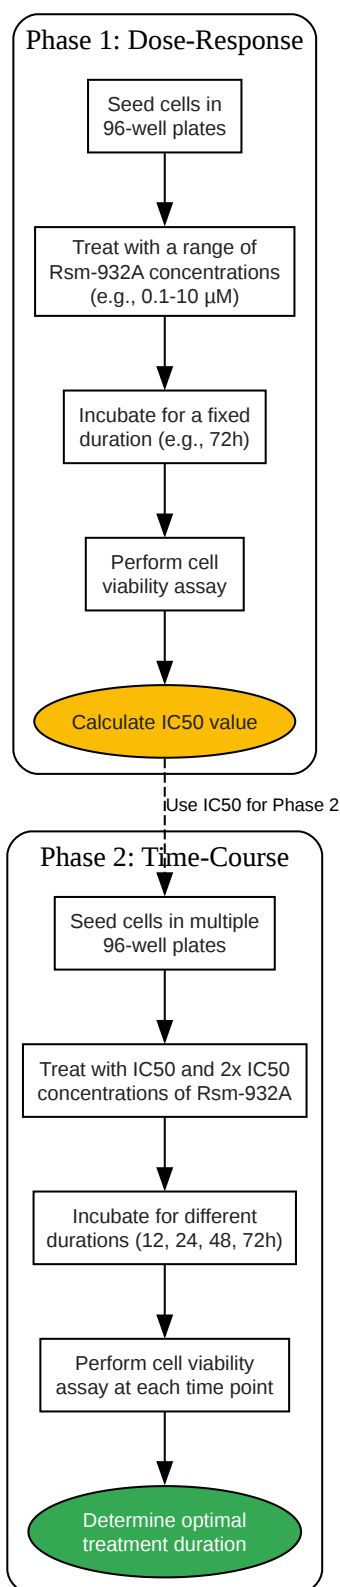 Phase 1: Dose-Response
Seed cells in
96-well plates
Treat with a range of
Rsm-932A concentrations
(e.g., 0.1-10 µM)
Incubate for a fixed
duration (e.g., 72h)
Perform cell
viability assay
Calculate IC50 value
Use IC50 for Phase 2
Phase 2: Time-Course
Seed cells in multiple
96-well plates
Treat with IC50 and 2x IC50
concentrations of Rsm-932A
Incubate for different
durations (12, 24, 48, 72h)
Perform cell viability
assay at each time point
Determine optimal
treatment duration